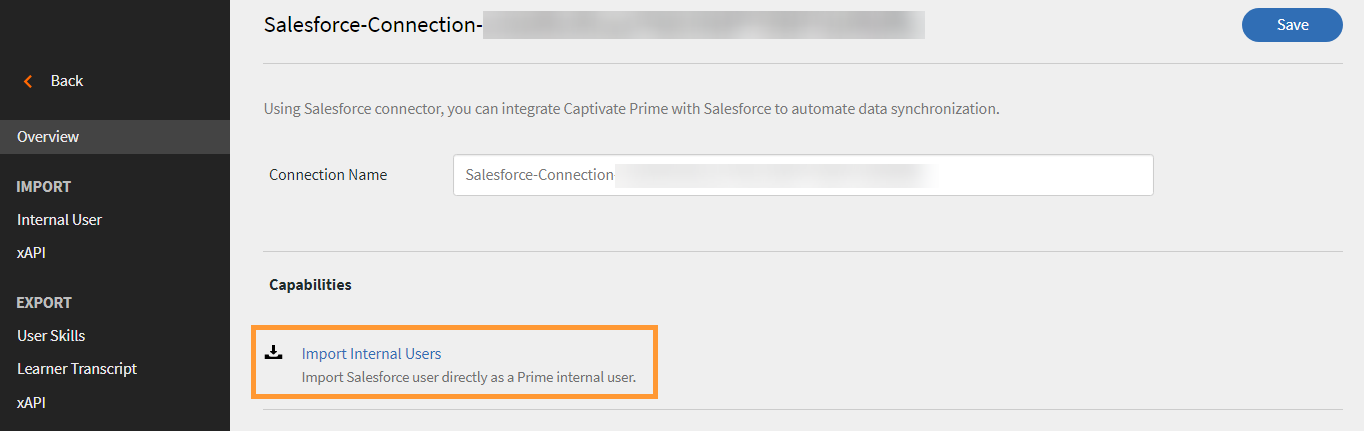 Salesforce-Connection-
Save
Back
Using Salesforce connector, you can integrate Captivate Prime with Salesforce to automate data synchronization.
Overview
Connection Name
Salesforce-Connection-
IMPORT
Internal User
xAPI
Capabilities
EXPORT
User Skills
Import Internal Users
Learner Transcript
Import Salesforce user directly as a Prime internal user.
xAPI